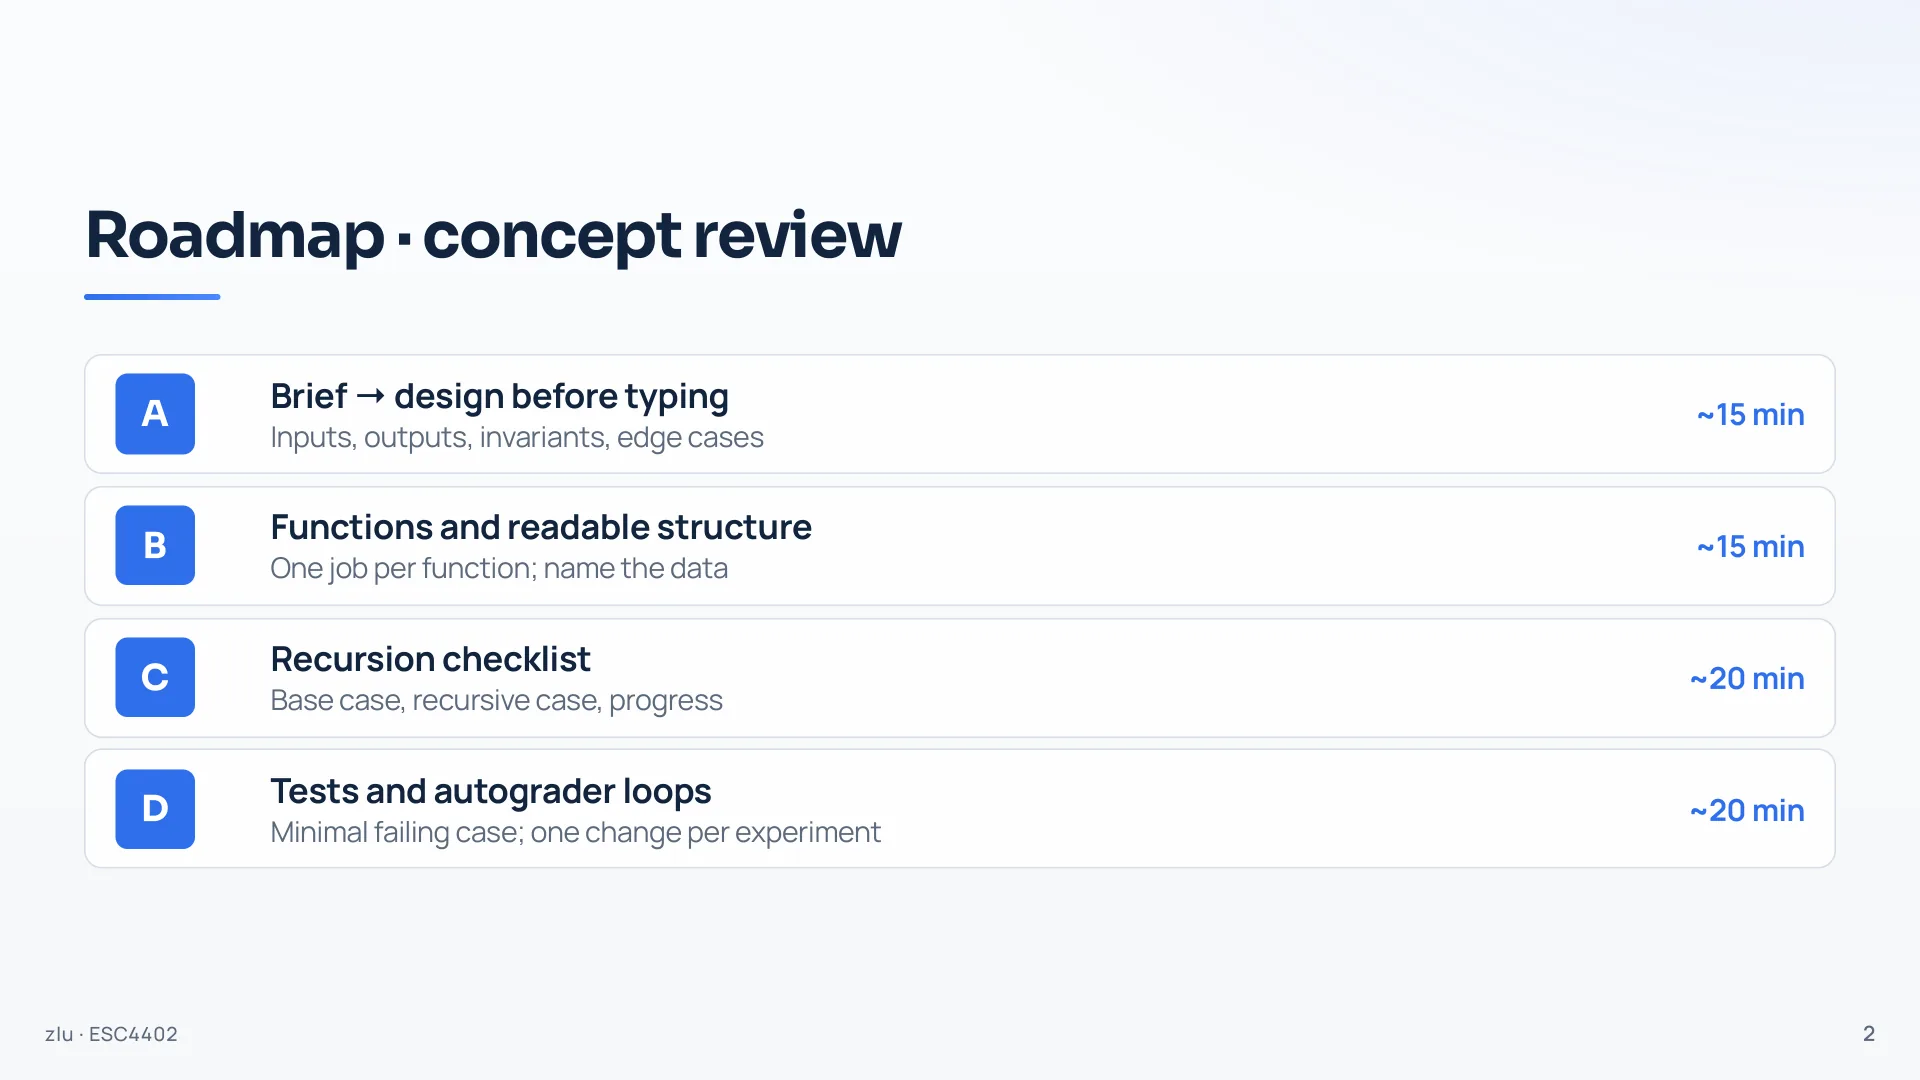 Roadmap · concept review
A
Brief → design before typing
Inputs, outputs, invariants, edge cases
~15 min
B
Functions and readable structure
One job per function; name the data
~15 min
C
Recursion checklist
Base case, recursive case, progress
~20 min
D
Tests and autograder loops
Minimal failing case; one change per experiment
~20 min
zlu · ESC4402
2